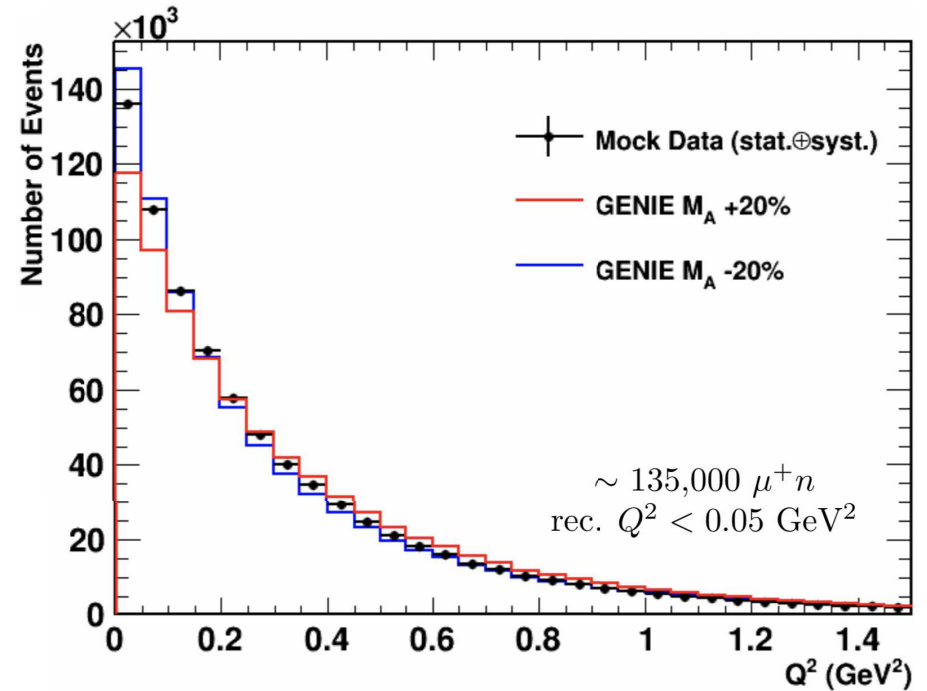 ×10³
Number of Events
140
120
100
80
60
40
20
0
Mock Data (stat.⊕syst.)
GENIE M_A +20%
GENIE M_A -20%
∼ 135,000 μ⁺n
rec. Q² < 0.05 GeV²
0 0.2 0.4 0.6 0.8 1 1.2 1.4
Q² (GeV²)